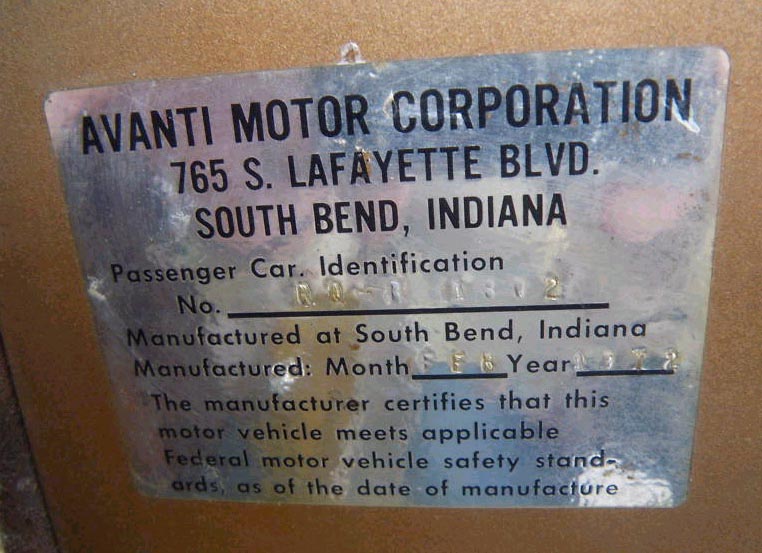 AVANTI MOTOR CORPORATION
765 S. LAFAYETTE BLVD.
SOUTH BEND, INDIANA
Passenger Car. Identification
No.
Manufactured at South Bend, Indiana
Manufactured: Month FEB Year 1972
The manufacturer certifies that this
motor vehicle meets applicable
Federal motor vehicle safety stand-
ards, as of the date of manufacture